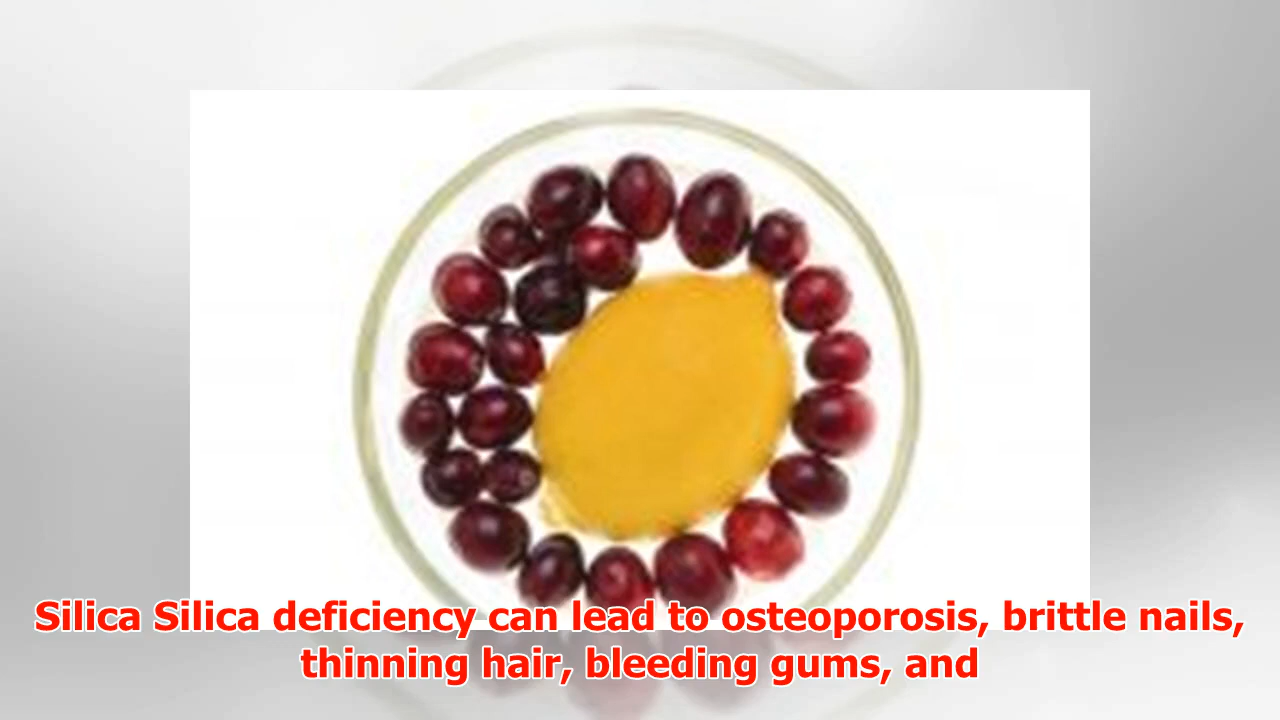 Silica Silica deficiency can lead to osteoporosis, brittle nails,
thinning hair, bleeding gums, and